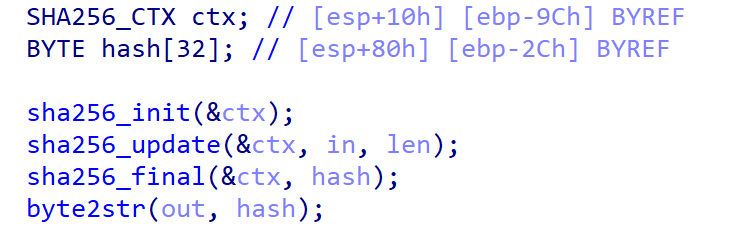 SHA256_CTX ctx; // [esp+10h] [ebp-9Ch] BYREF
BYTE hash[32]; // [esp+80h] [ebp-2Ch] BYREF
sha256_init(&ctx);
sha256_update(&ctx, in, len);
sha256_final(&ctx, hash);
byte2str(out, hash);